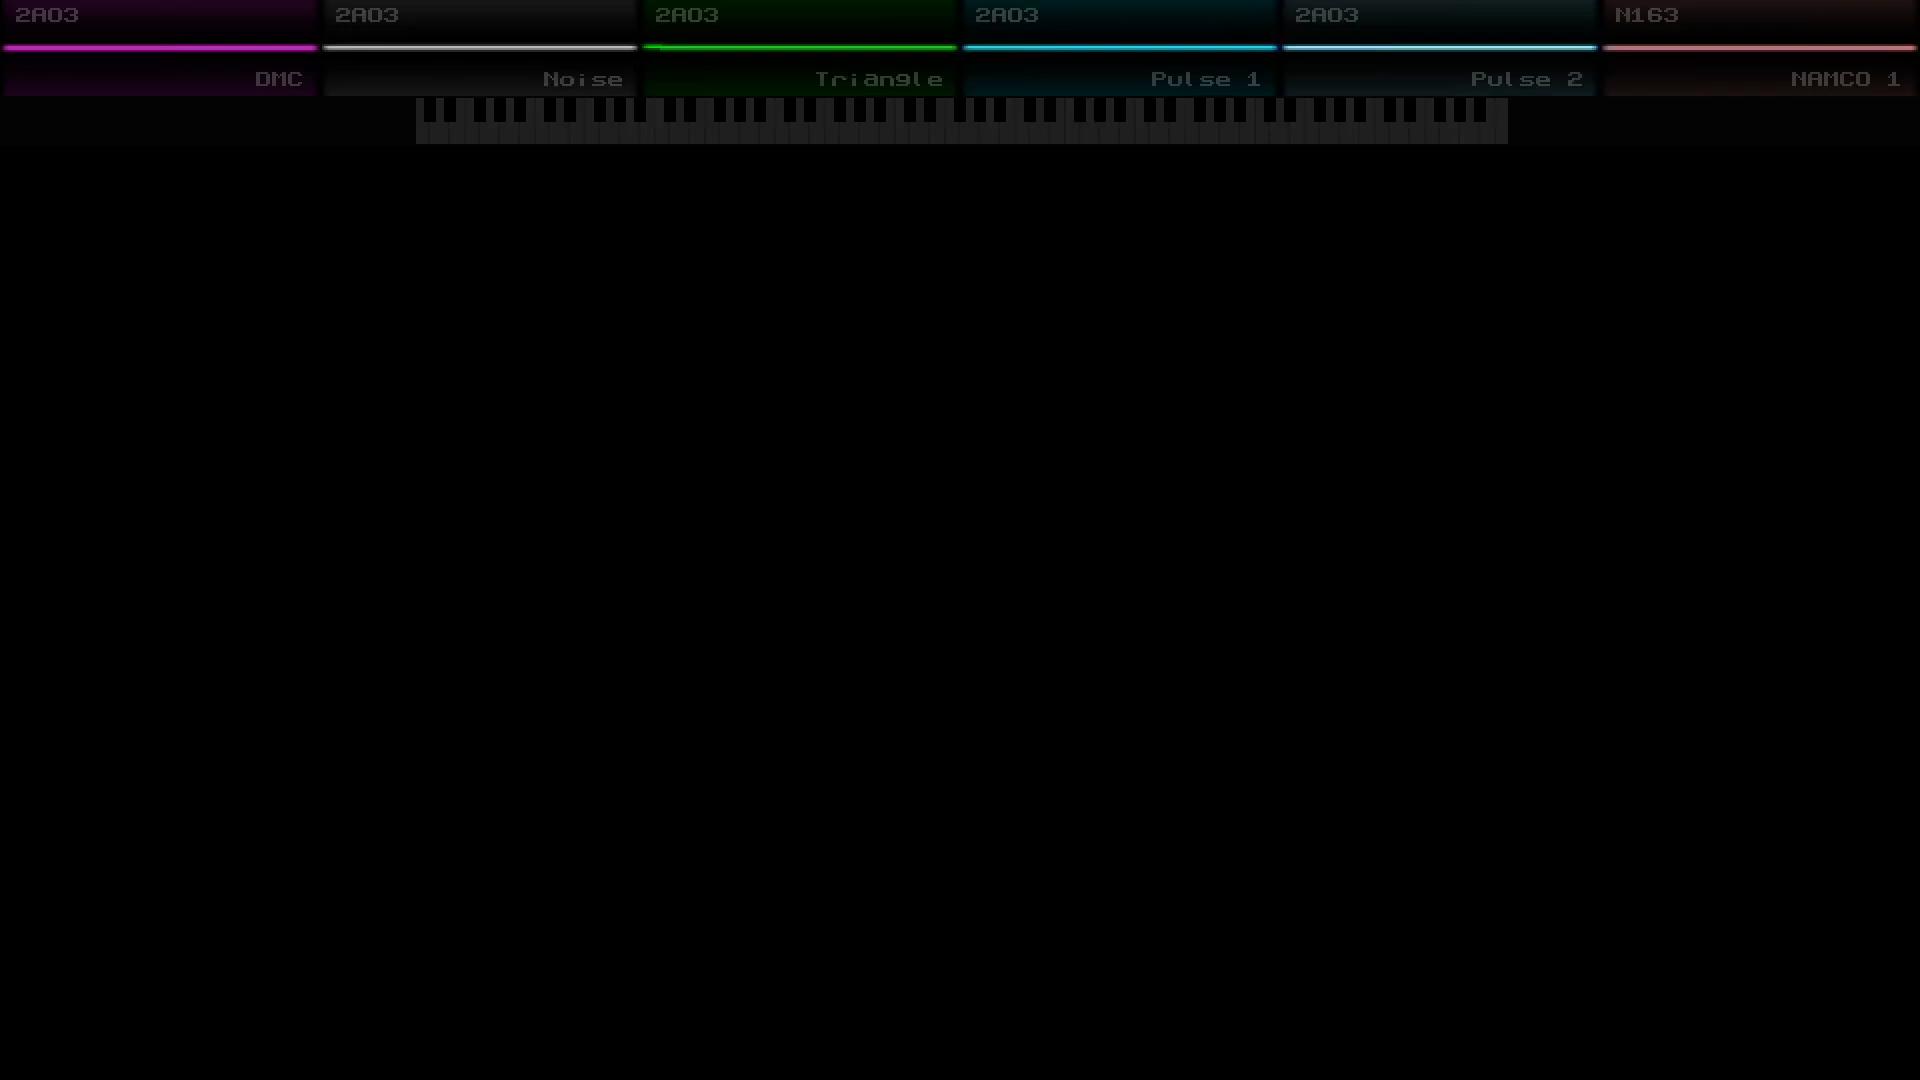 2A03 2A03 2A03 2A03 2A03 N163
DMC Noise Triangle Pulse 1 Pulse 2 NAMCO 1